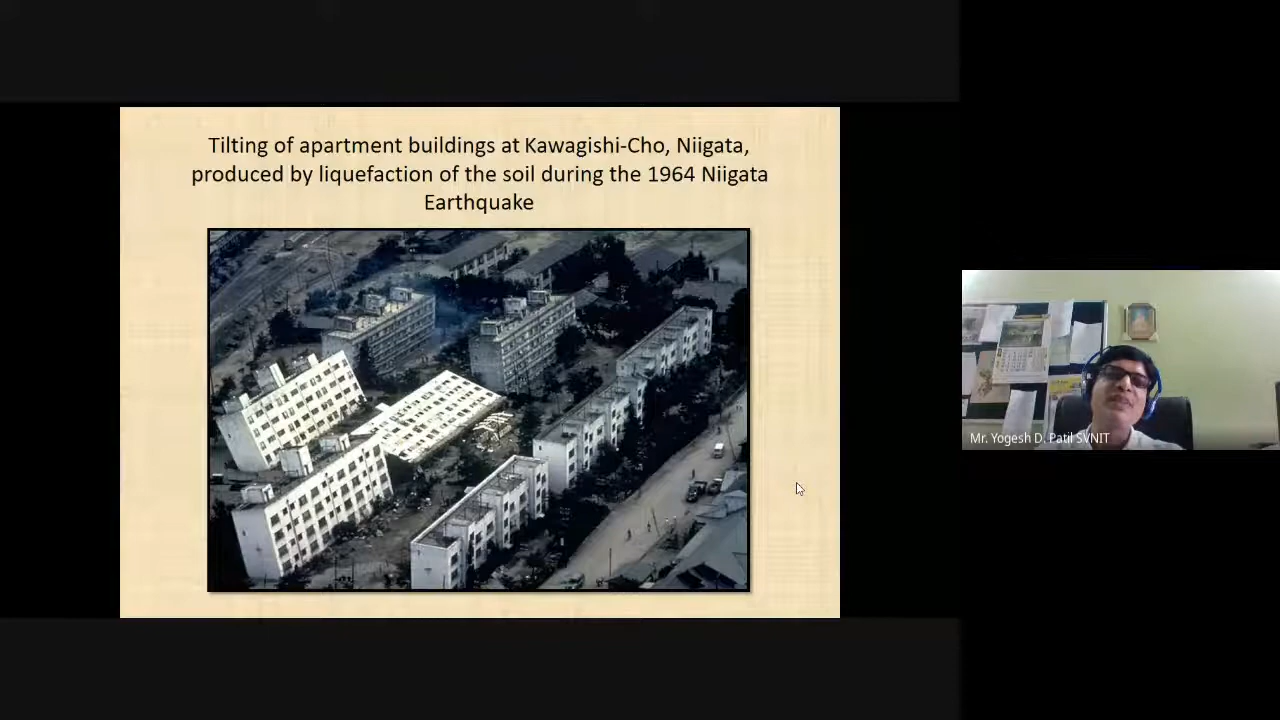 Tilting of apartment buildings at Kawagishi-Cho, Niigata,
produced by liquefaction of the soil during the 1964 Niigata
Earthquake
Mr. Yogesh D. Patil SVNIT